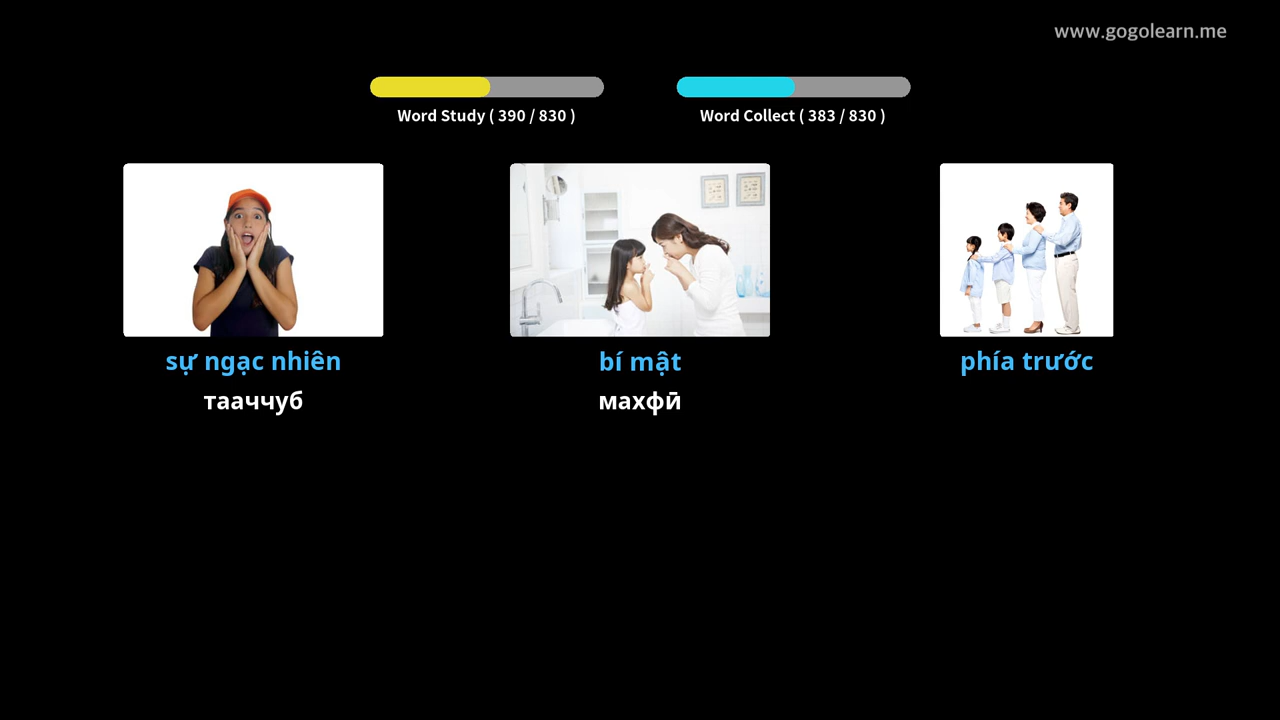 www.gogolearn.me
Word Study ( 390 / 830 )
Word Collect ( 383 / 830 )
sự ngạc nhiên
bí mật
phía trước
тааччуб
махфӣ